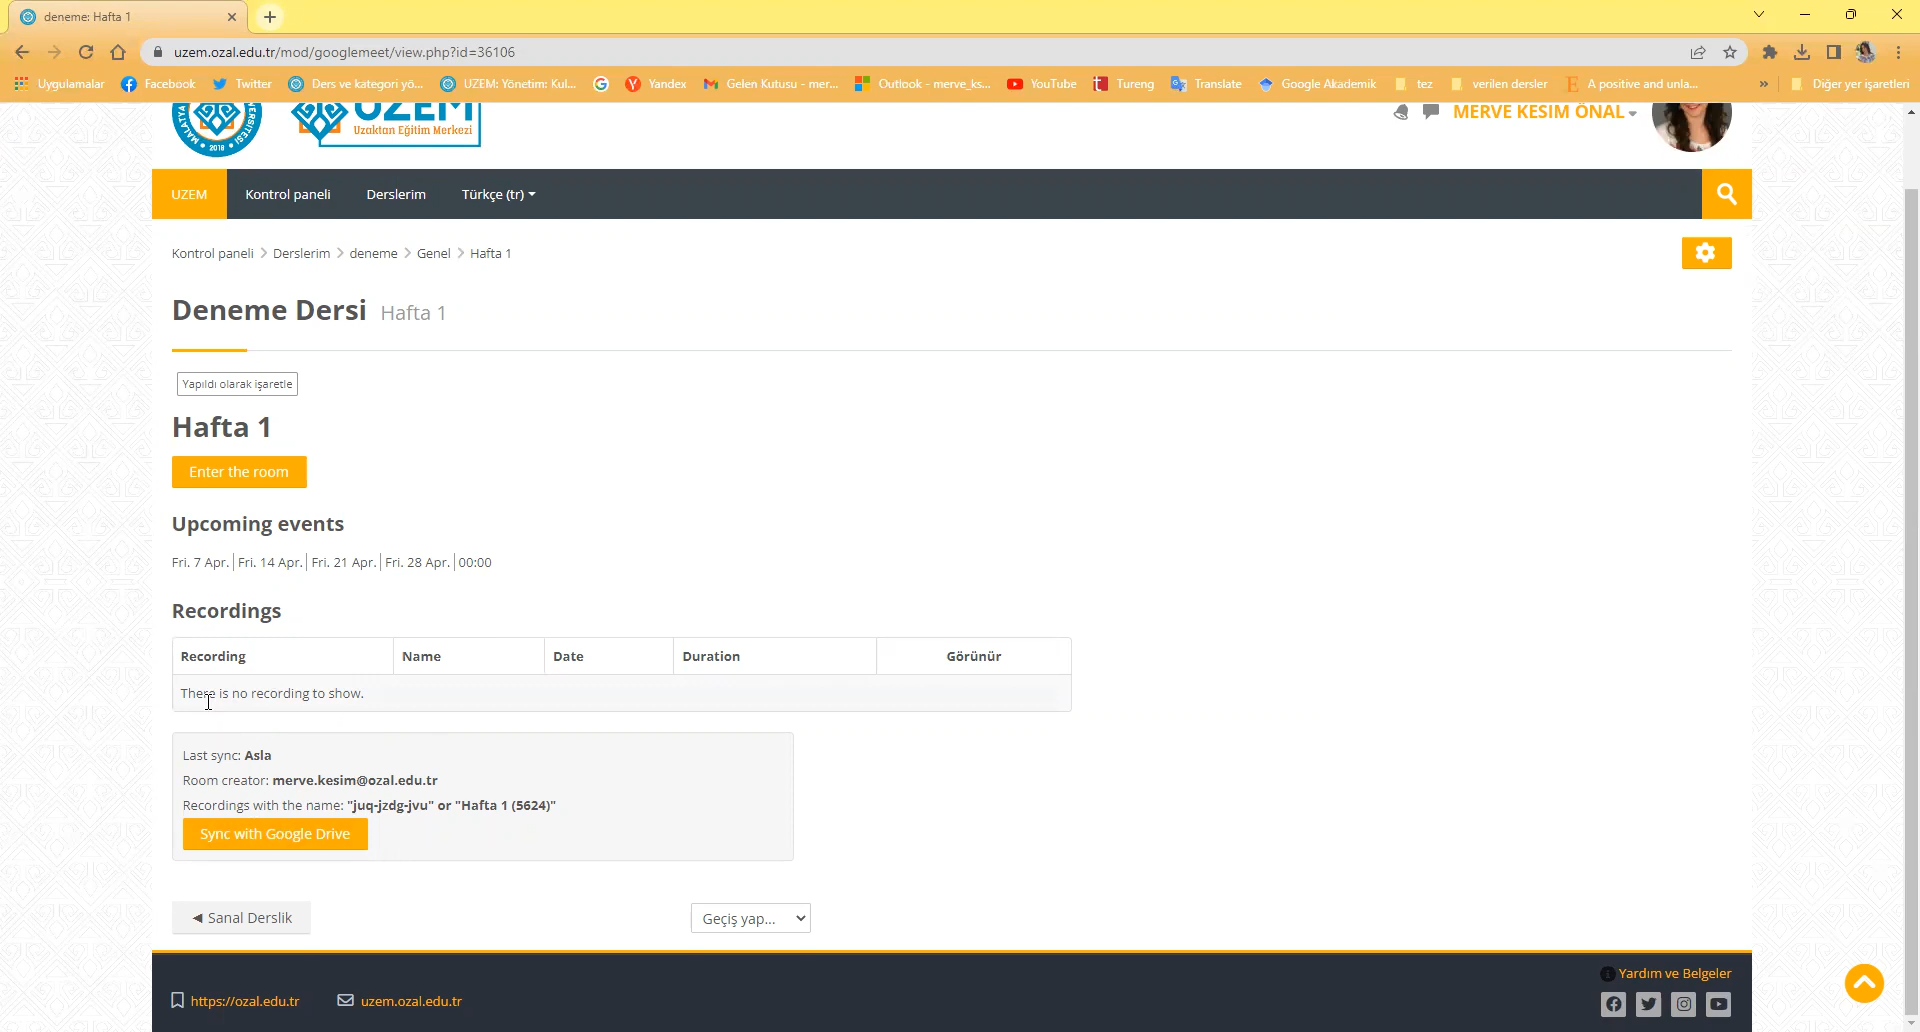 deneme: Hafta 1
uzem.ozal.edu.tr/mod/googlemeet/view.php?id=36106
Uygulamalar Facebook Twitter Ders ve kategori yö... UZEM: Yönetim: Kul... Yandex Gelen Kutusu - mer... Outlook - merve_ks... YouTube Tureng Translate Google Akademik tez verilen dersler A positive and unla... » Diğer yer işaretleri
UZEM
Uzaktan Eğitim Merkezi
2018
MERVE KESIM ÖNAL
UZEM Kontrol paneli Derslerim Türkçe (tr)
Kontrol paneli > Derslerim > deneme > Genel > Hafta 1
Deneme Dersi Hafta 1
Yapıldı olarak işaretle
Hafta 1
Enter the room
Upcoming events
Fri. 7 Apr. Fri. 14 Apr. Fri. 21 Apr. Fri. 28 Apr. 00:00
Recordings
Recording Name Date Duration Görünür
There is no recording to show.
Last sync: Asla
Room creator: merve.kesim@ozal.edu.tr
Recordings with the name: "juq-jzdg-jvu" or "Hafta 1 (5624)"
Sync with Google Drive
◄ Sanal Derslik
Geçiş yap...
Yardım ve Belgeler
https://ozal.edu.tr uzem.ozal.edu.tr